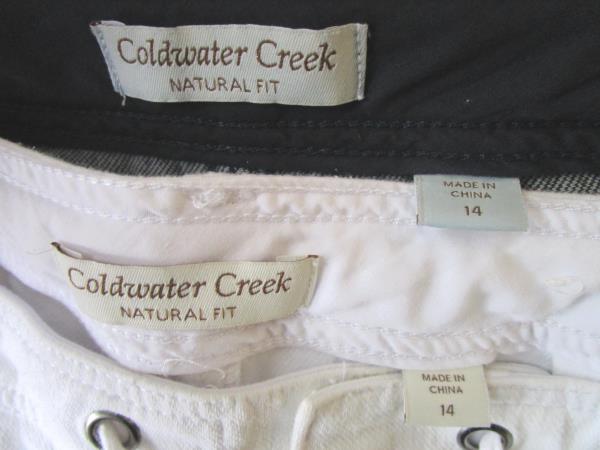 Coldwater Creek
NATURAL FIT
MADE IN
CHINA
14
Coldwater Creek
NATURAL FIT
MADE IN
CHINA
14